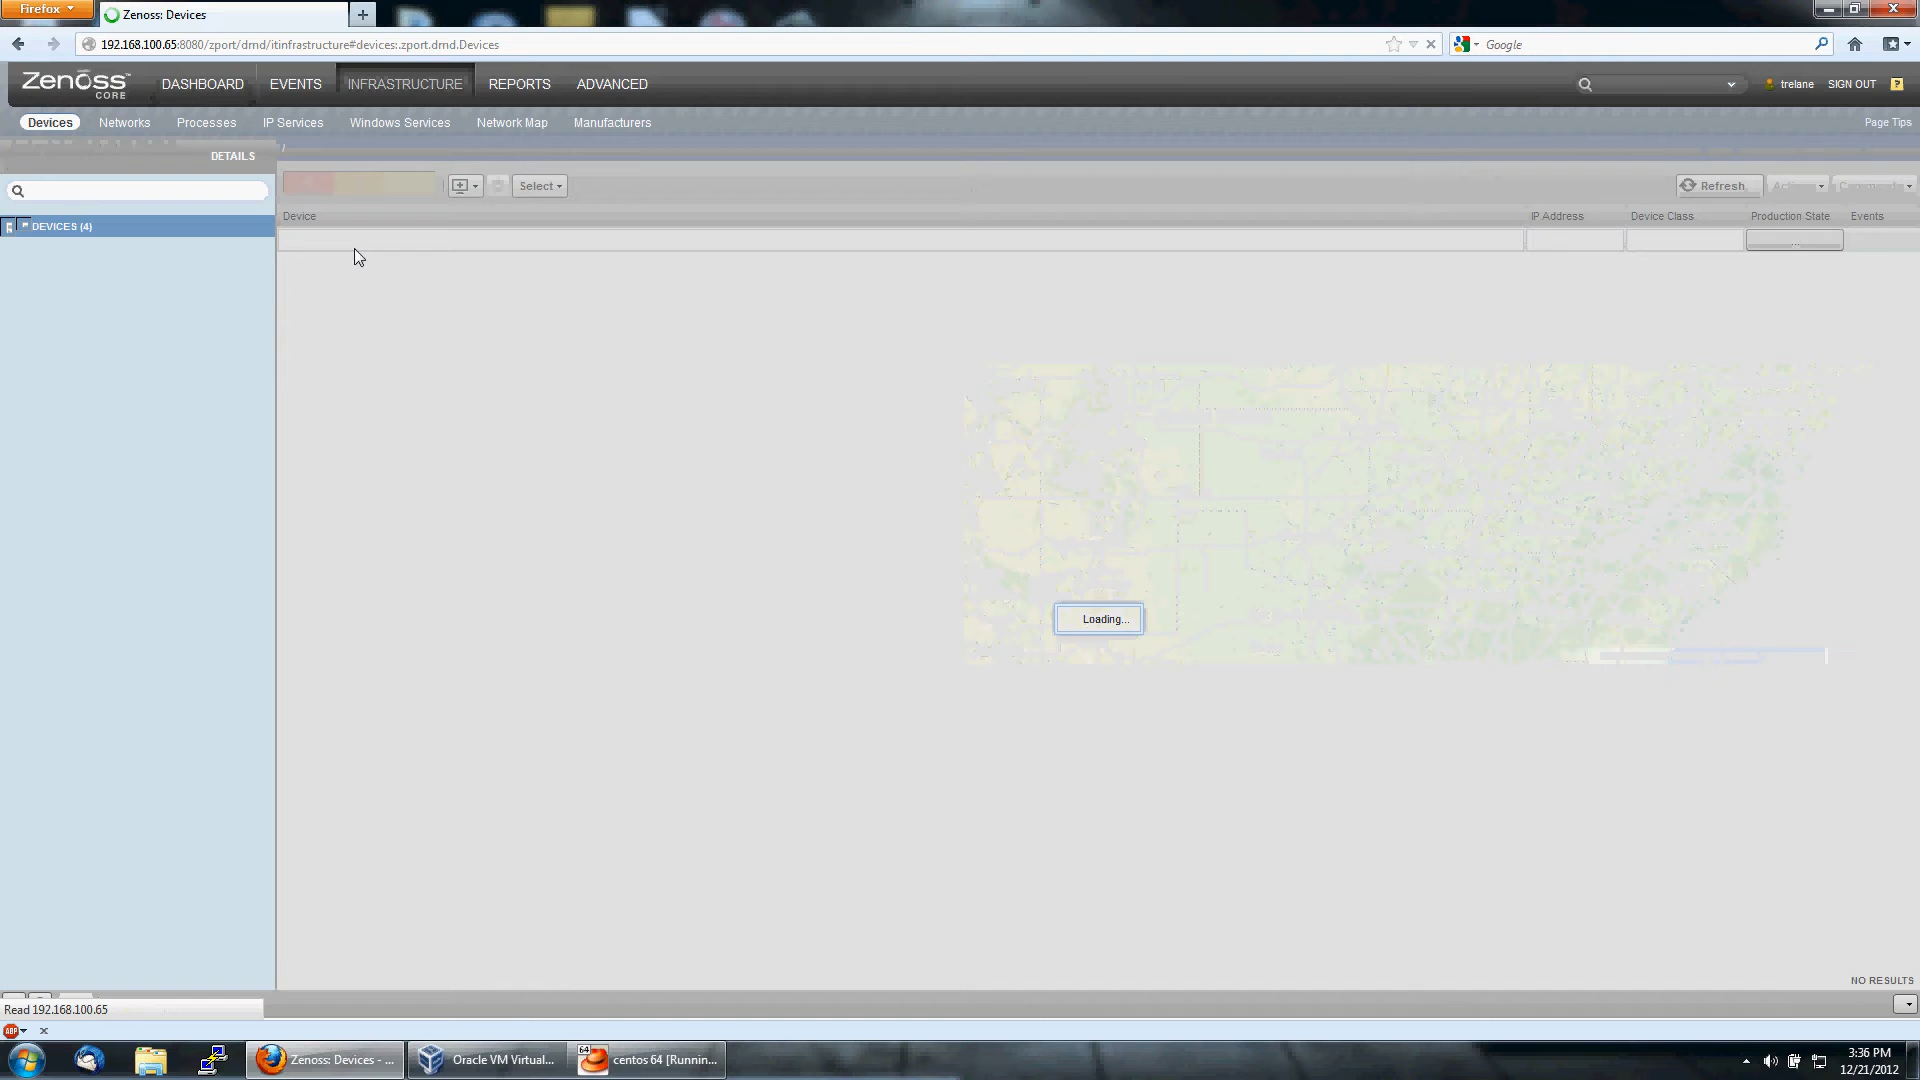 Firefox
Zenoss: Devices
192.168.100.65:8080/zport/dmd/itinfrastructure#devices:.zport.dmd.Devices
Google
Zenoss CORE
DASHBOARD EVENTS INFRASTRUCTURE REPORTS ADVANCED
trelane SIGN OUT ?
Devices Networks Processes IP Services Windows Services Network Map Manufacturers
Page Tips
DETAILS
/
Select
Refresh
Device IP Address Device Class Production State Events
DEVICES (4)
...
Loading...
NO RESULTS
Read 192.168.100.65
ABP
Zenoss: Devices - ...
Oracle VM Virtual...
64 centos 64 [Runnin...
3:36 PM
12/21/2012